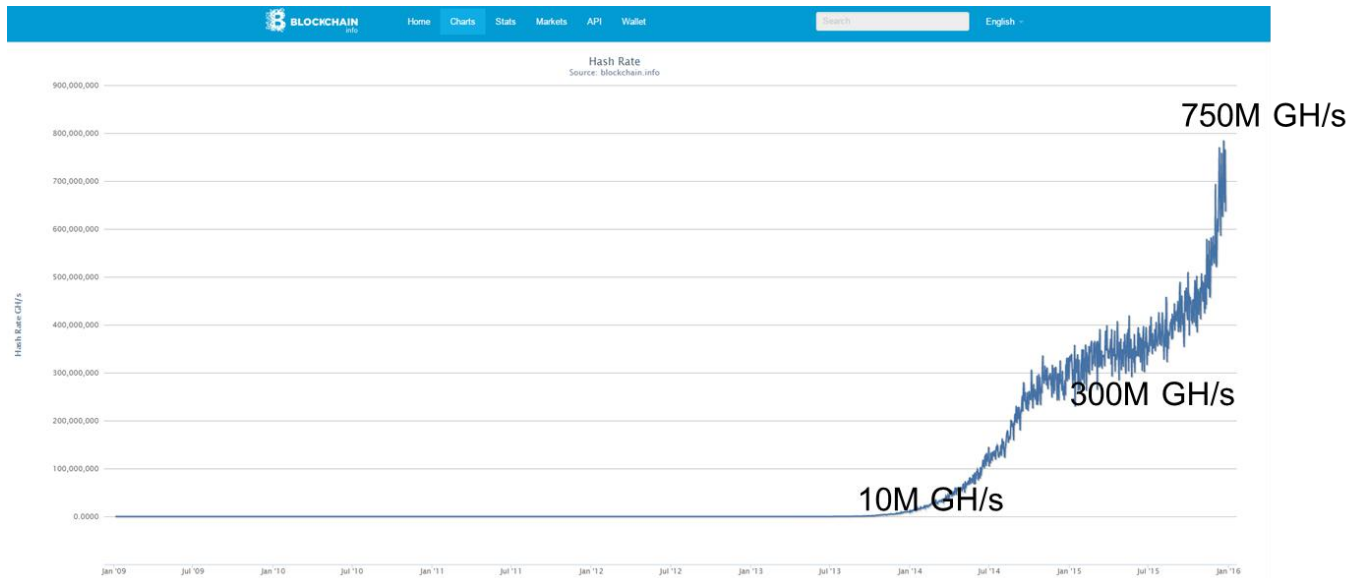 BLOCKCHAIN
info
Home Charts Stats Markets API Wallet Search English
Hash Rate
Source: blockchain.info
900,000,000
800,000,000
700,000,000
600,000,000
500,000,000
400,000,000
300,000,000
200,000,000
100,000,000
0.0000
Hash Rate GH/s
750M GH/s
300M GH/s
10M GH/s
Jan '09 Jul '09 Jan '10 Jul '10 Jan '11 Jul '11 Jan '12 Jul '12 Jan '13 Jul '13 Jan '14 Jul '14 Jan '15 Jul '15 Jan '16